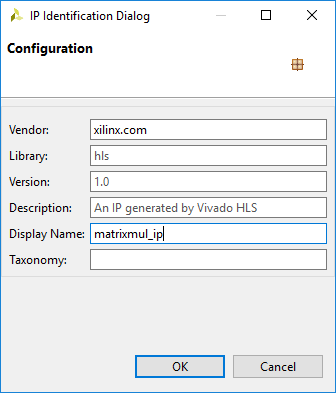 IP Identification Dialog
Configuration
Vendor: xilinx.com
Library: hls
Version: 1.0
Description: An IP generated by Vivado HLS
Display Name: matrixmul_ip
Taxonomy:
OK Cancel